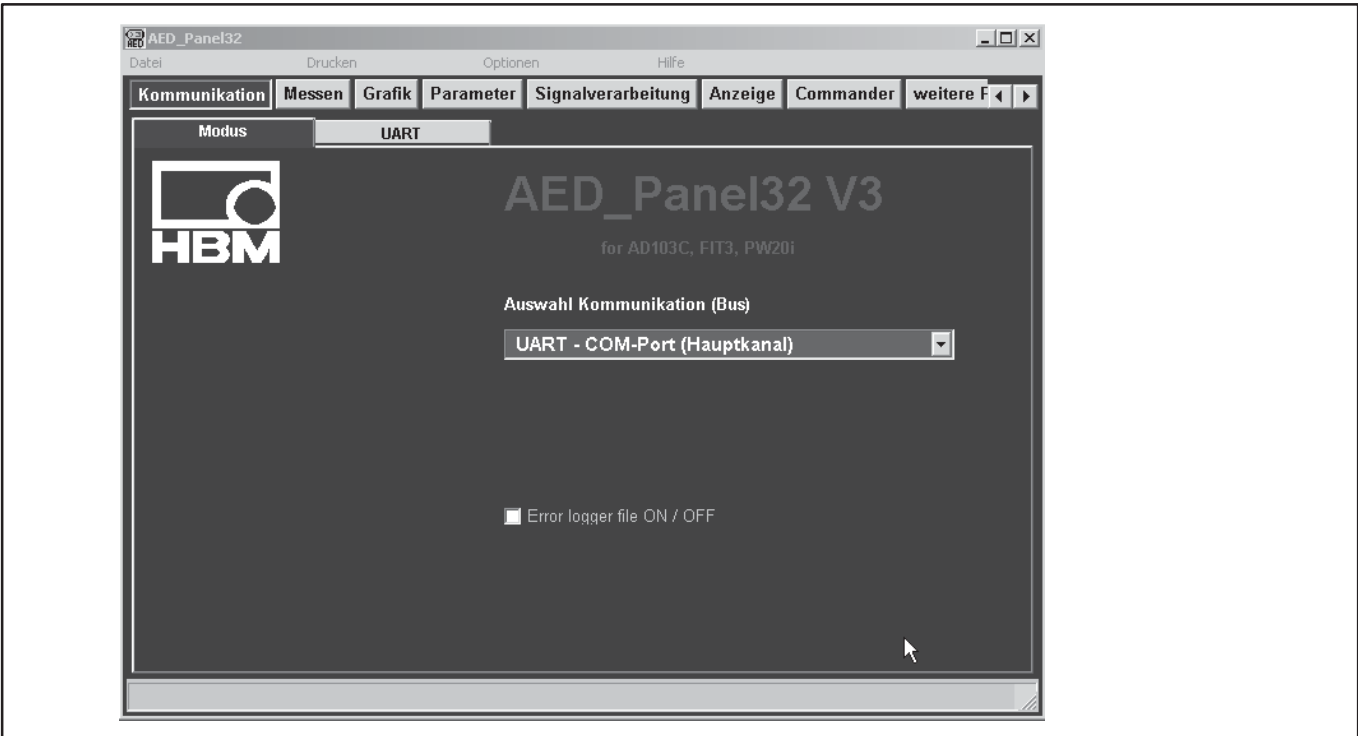 AED_Panel32
Datei Drucken Optionen Hilfe
Kommunikation Messen Grafik Parameter Signalverarbeitung Anzeige Commander weitere
Modus UART
HBM
AED_Panel32 V3
for AD103C, FIT3, PW20i
Auswahl Kommunikation (Bus)
UART - COM-Port (Hauptkanal)
Error logger file ON / OFF